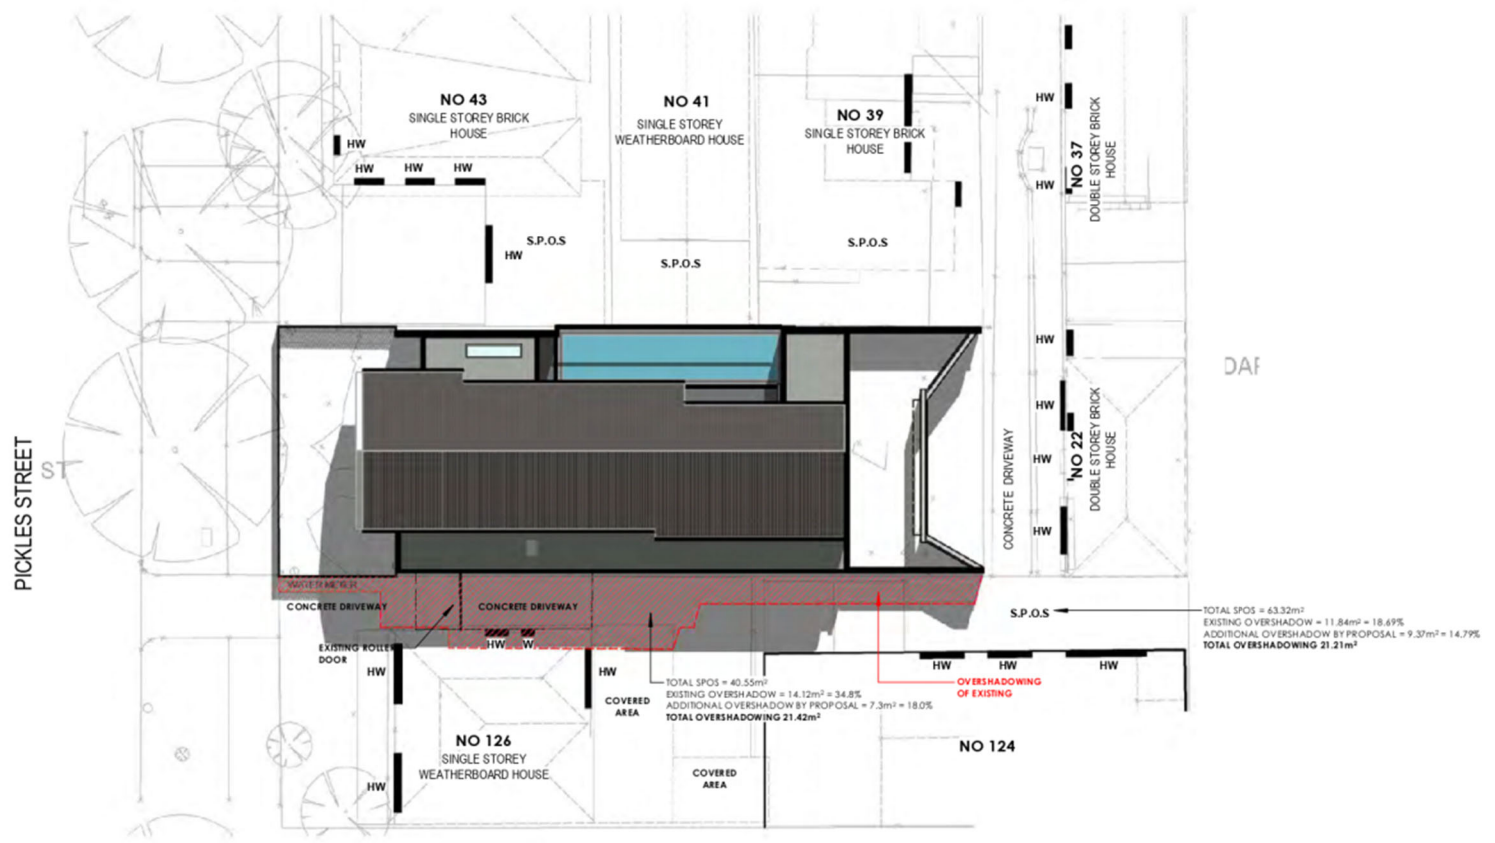 NO 43
SINGLE STOREY BRICK
HOUSE
HW
HW
HW
HW
HW
S.P.O.S
NO 41
SINGLE STOREY
WEATHERBOARD HOUSE
S.P.O.S
NO 39
SINGLE STOREY BRICK
HOUSE
S.P.O.S
HW
HW
NO 37
DOUBLE STOREY BRICK
HOUSE
HW
HW
HW
HW
NO 22
DOUBLE STOREY BRICK
HOUSE
CONCRETE DRIVEWAY
PICKLES STREET
ST
WATER METER
CONCRETE DRIVEWAY
CONCRETE DRIVEWAY
EXISTING ROLLER
DOOR
HW
W
HW
HW
HW
COVERED
AREA
NO 126
SINGLE STOREY
WEATHERBOARD HOUSE
COVERED
AREA
TOTAL SPOS = 40.55m²
EXISTING OVERSHADOW = 14.12m² = 34.8%
ADDITIONAL OVERSHADOW BY PROPOSAL = 7.3m² = 18.0%
TOTAL OVERSHADOWING 21.42m²
OVERSHADOWING
OF EXISTING
S.P.O.S
TOTAL SPOS = 63.32m²
EXISTING OVERSHADOW = 11.84m² = 18.69%
ADDITIONAL OVERSHADOW BY PROPOSAL = 9.37m² = 14.79%
TOTAL OVERSHADOWING 21.21m²
HW
HW
HW
NO 124